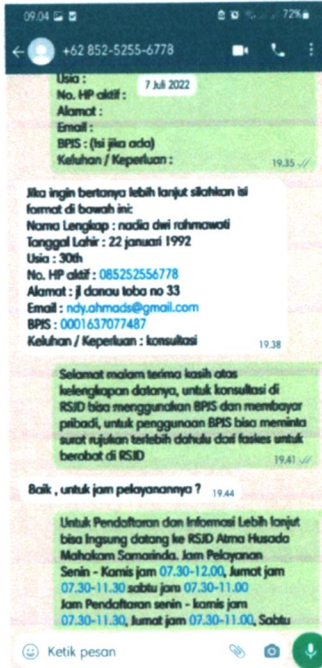 09.04
72%
+62 852-5255-6778
Usia :
7 Juli 2022
No. HP aktif :
Alamat :
Email :
BPJS : (Isi jika ada)
Keluhan / Keperluan :
19.35
Jika ingin bertanya lebih lanjut silahkan isi
format di bawah ini:
Nama Lengkap : nadia dwi rahmawati
Tanggal Lahir : 22 januari 1992
Usia : 30th
No. HP aktif : 085252556778
Alamat : jl danau toba no 33
Email : ndy.ahmads@gmail.com
BPJS : 0001637077487
Keluhan / Keperluan : konsultasi
19.38
Selamat malam terima kasih atas
kelengkapan datanya, untuk konsultasi di
RSJD bisa menggunakan BPJS dan membayar
pribadi, untuk penggunaan BPJS bisa meminta
surat rujukan terlebih dahulu dari faskes untuk
berobat di RSJD
19.41
Baik , untuk jam pelayanannya ?
19.44
Untuk Pendaftaran dan Informasi Lebih lanjut
bisa lngsung datang ke RSJD Atma Husada
Mahakam Samarinda. Jam Pelayanan
Senin - Kamis jam 07.30-12.00, Jumat jam
07.30-11.30 sabtu jam 07.30-11.00
Jam Pendaftaran senin - kamis jam
07.30-11.30, Jumat jam 07.30-11.00, Sabtu
Ketik pesan